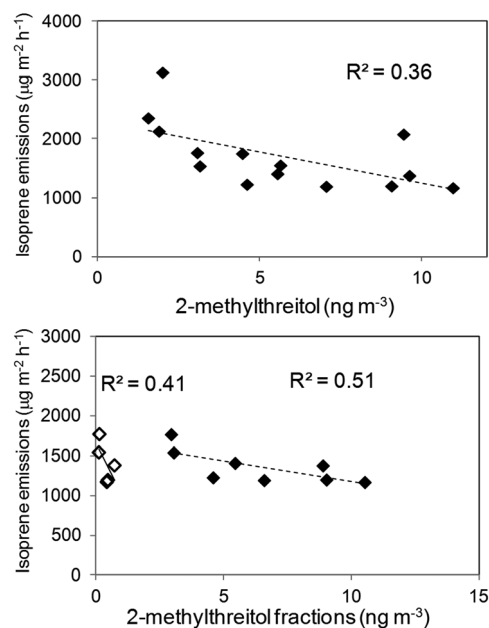 4000
3000
2000
1000
0
Isoprene emissions (µg m⁻² h⁻¹)
R² = 0.36
0 5 10
2-methylthreitol (ng m⁻³)
3000
2500
2000
1500
1000
500
0
Isoprene emissions (µg m⁻² h⁻¹)
R² = 0.41 R² = 0.51
0 5 10 15
2-methylthreitol fractions (ng m⁻³)